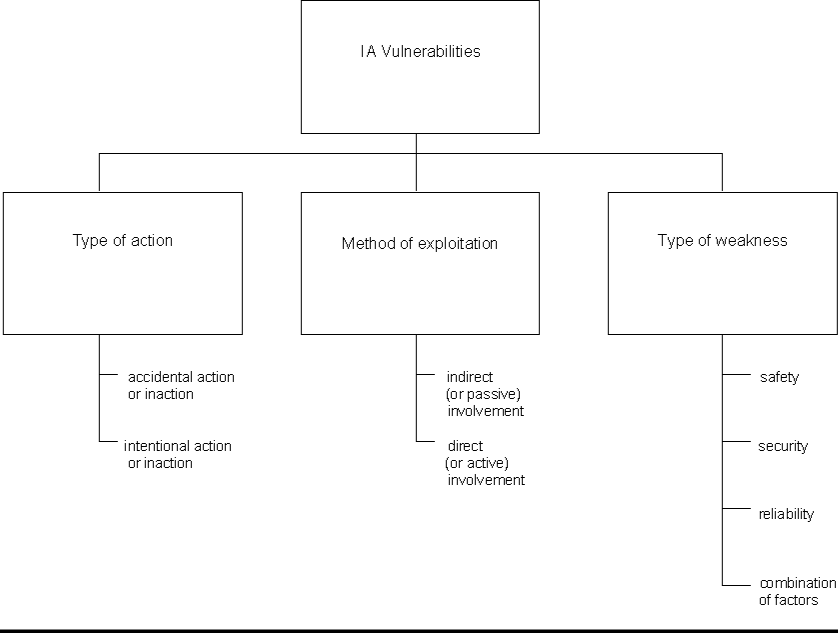 IA Vulnerabilities
Type of action
Method of exploitation
Type of weakness
accidental action
or inaction
intentional action
or inaction
indirect
(or passive)
involvement
direct
(or active)
involvement
safety
security
reliability
combination
of factors